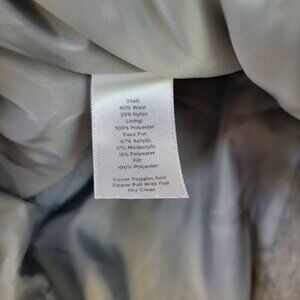 Shell:
80% Wool
20% Nylon
Lining:
100% Polyester
Faux Fur:
67% Acrylic
17% Modacrylic
16% Polyester
Fill:
100% Polyester
Cover Toggles And
Zipper Pull With Foil
Dry Clean